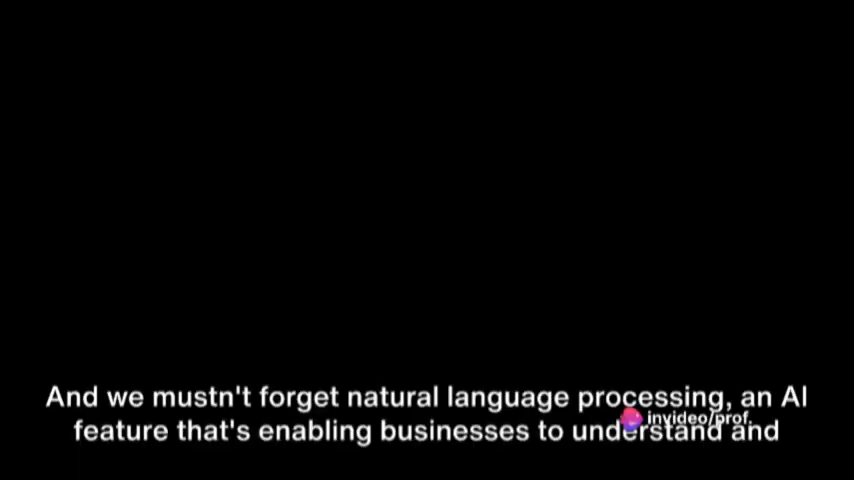 And we mustn't forget natural language processing, an AI
invideo/prof.
feature that's enabling businesses to understand and